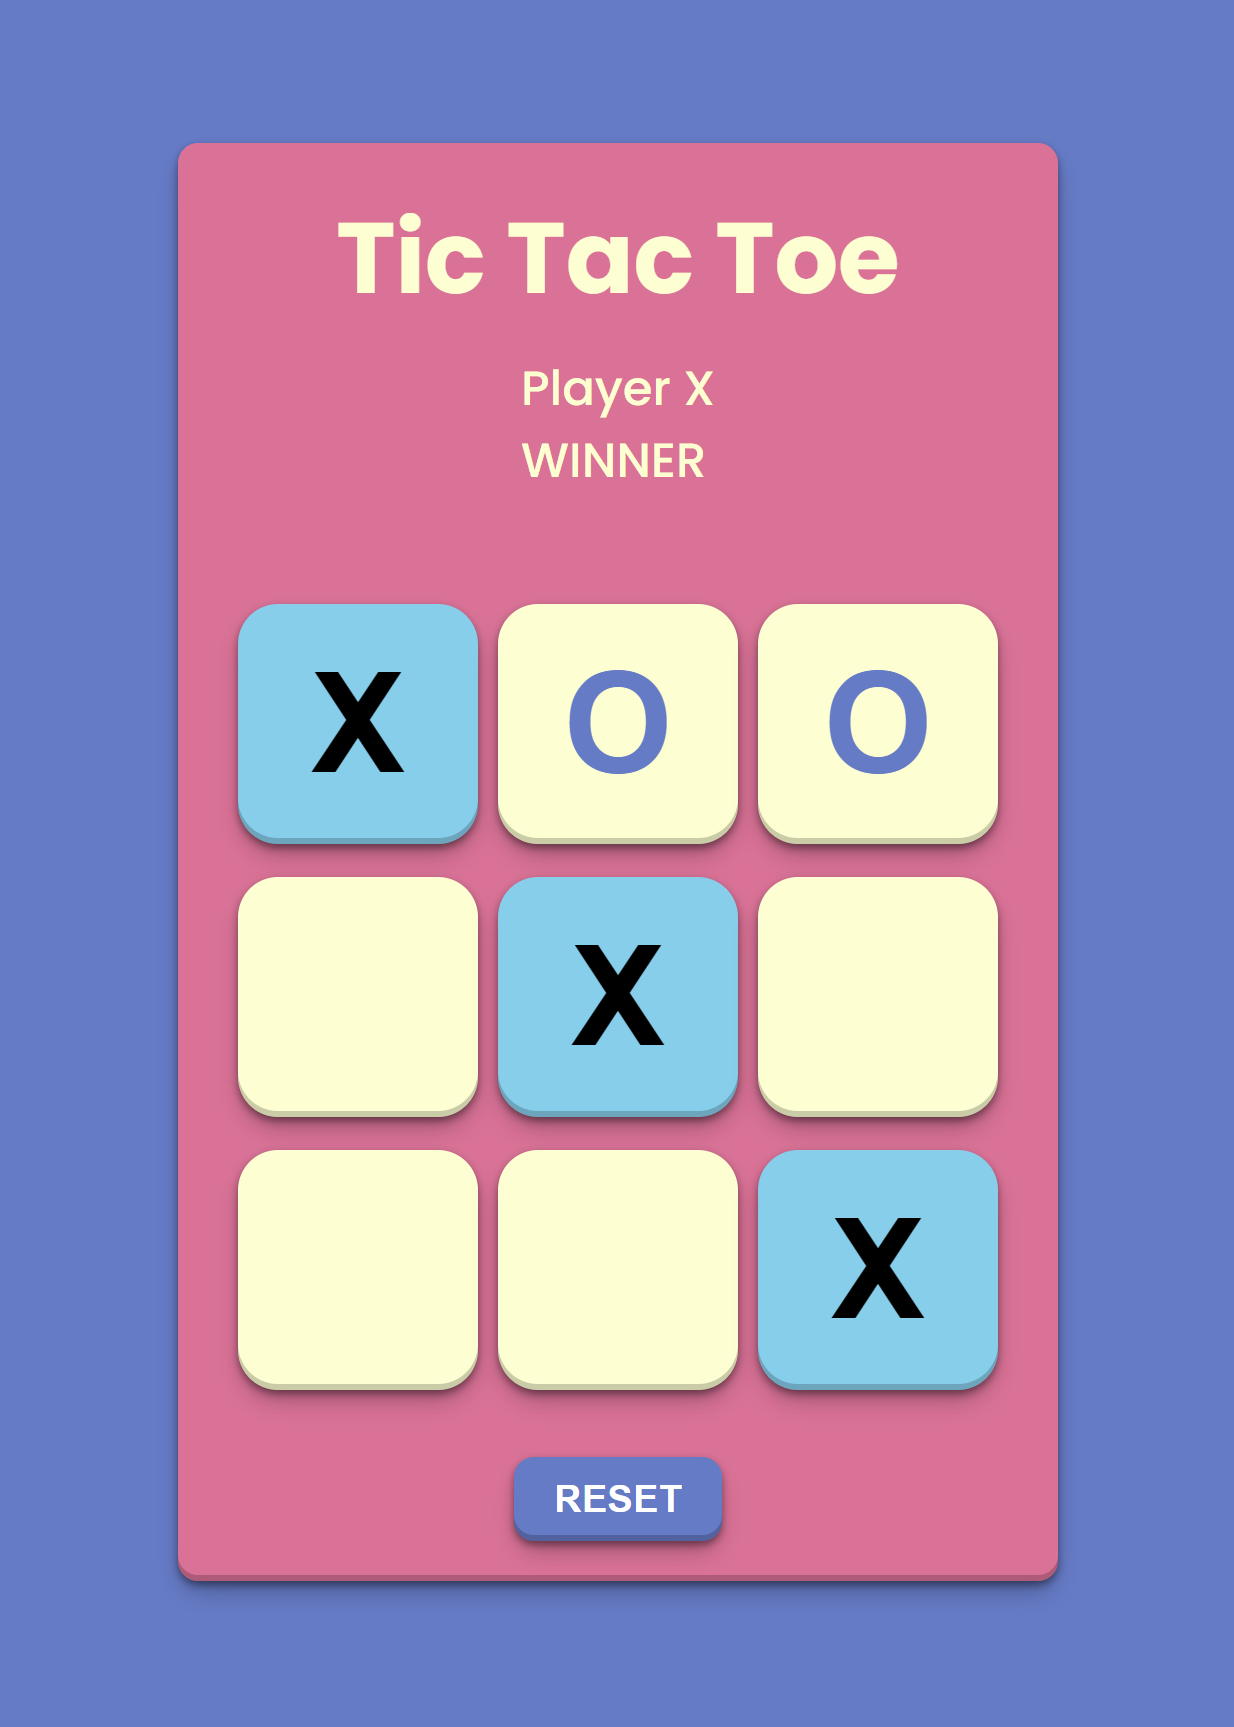 Tic Tac Toe
Player X
WINNER
X O O
X
X
RESET